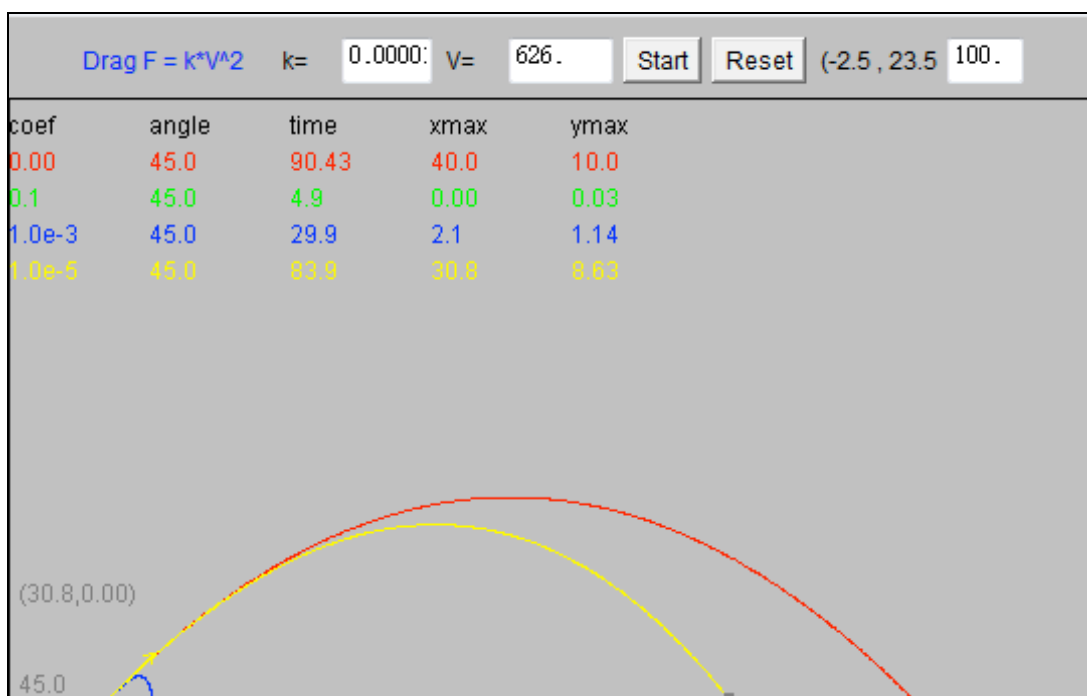 Drag F = k*V^2 k= 0.0000 V= 626. Start Reset (-2.5 , 23.5 100.
coef angle time xmax ymax
0.00 45.0 90.43 40.0 10.0
0.1 45.0 4.9 0.00 0.03
1.0e-3 45.0 29.9 2.1 1.14
1.0e-5 45.0 83.9 30.8 8.63
(30.8,0.00)
45.0